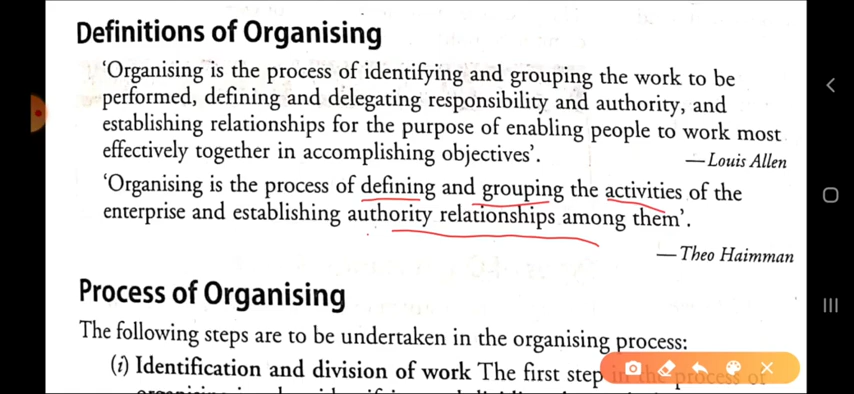 Definitions of Organising
‘Organising is the process of identifying and grouping the work to be
performed, defining and delegating responsibility and authority, and
establishing relationships for the purpose of enabling people to work most
effectively together in accomplishing objectives’.
—Louis Allen
‘Organising is the process of defining and grouping the activities of the
enterprise and establishing authority relationships among them’.
—Theo Haimman
Process of Organising
The following steps are to be undertaken in the organising process:
(i) Identification and division of work The first step in the process of